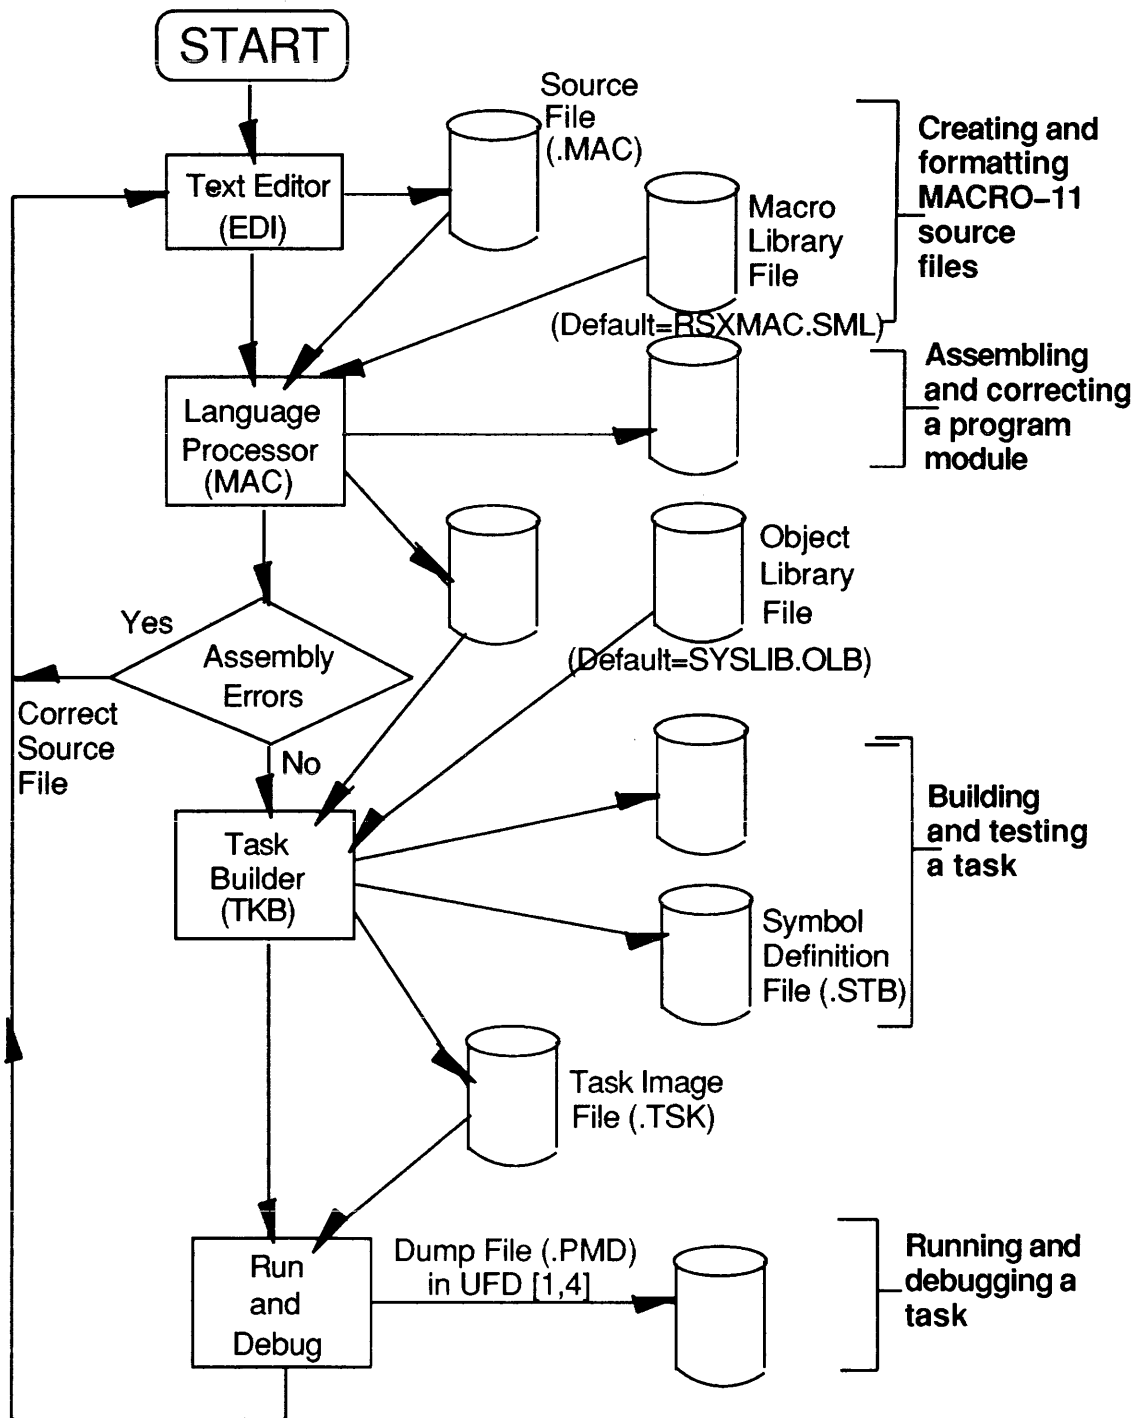 START
Source
File
(.MAC)
Creating and
formatting
MACRO–11
source
files
Text Editor
(EDI)
Macro
Library
File
(Default=RSXMAC.SML)
Assembling
and correcting
a program
module
Language
Processor
(MAC)
Object
Library
File
(Default=SYSLIB.OLB)
Yes
Assembly
Errors
Correct
Source
File
No
Building
and testing
a task
Task
Builder
(TKB)
Symbol
Definition
File (.STB)
Task Image
File (.TSK)
Dump File (.PMD)
in UFD [1,4]
Run
and
Debug
Running and
debugging a
task